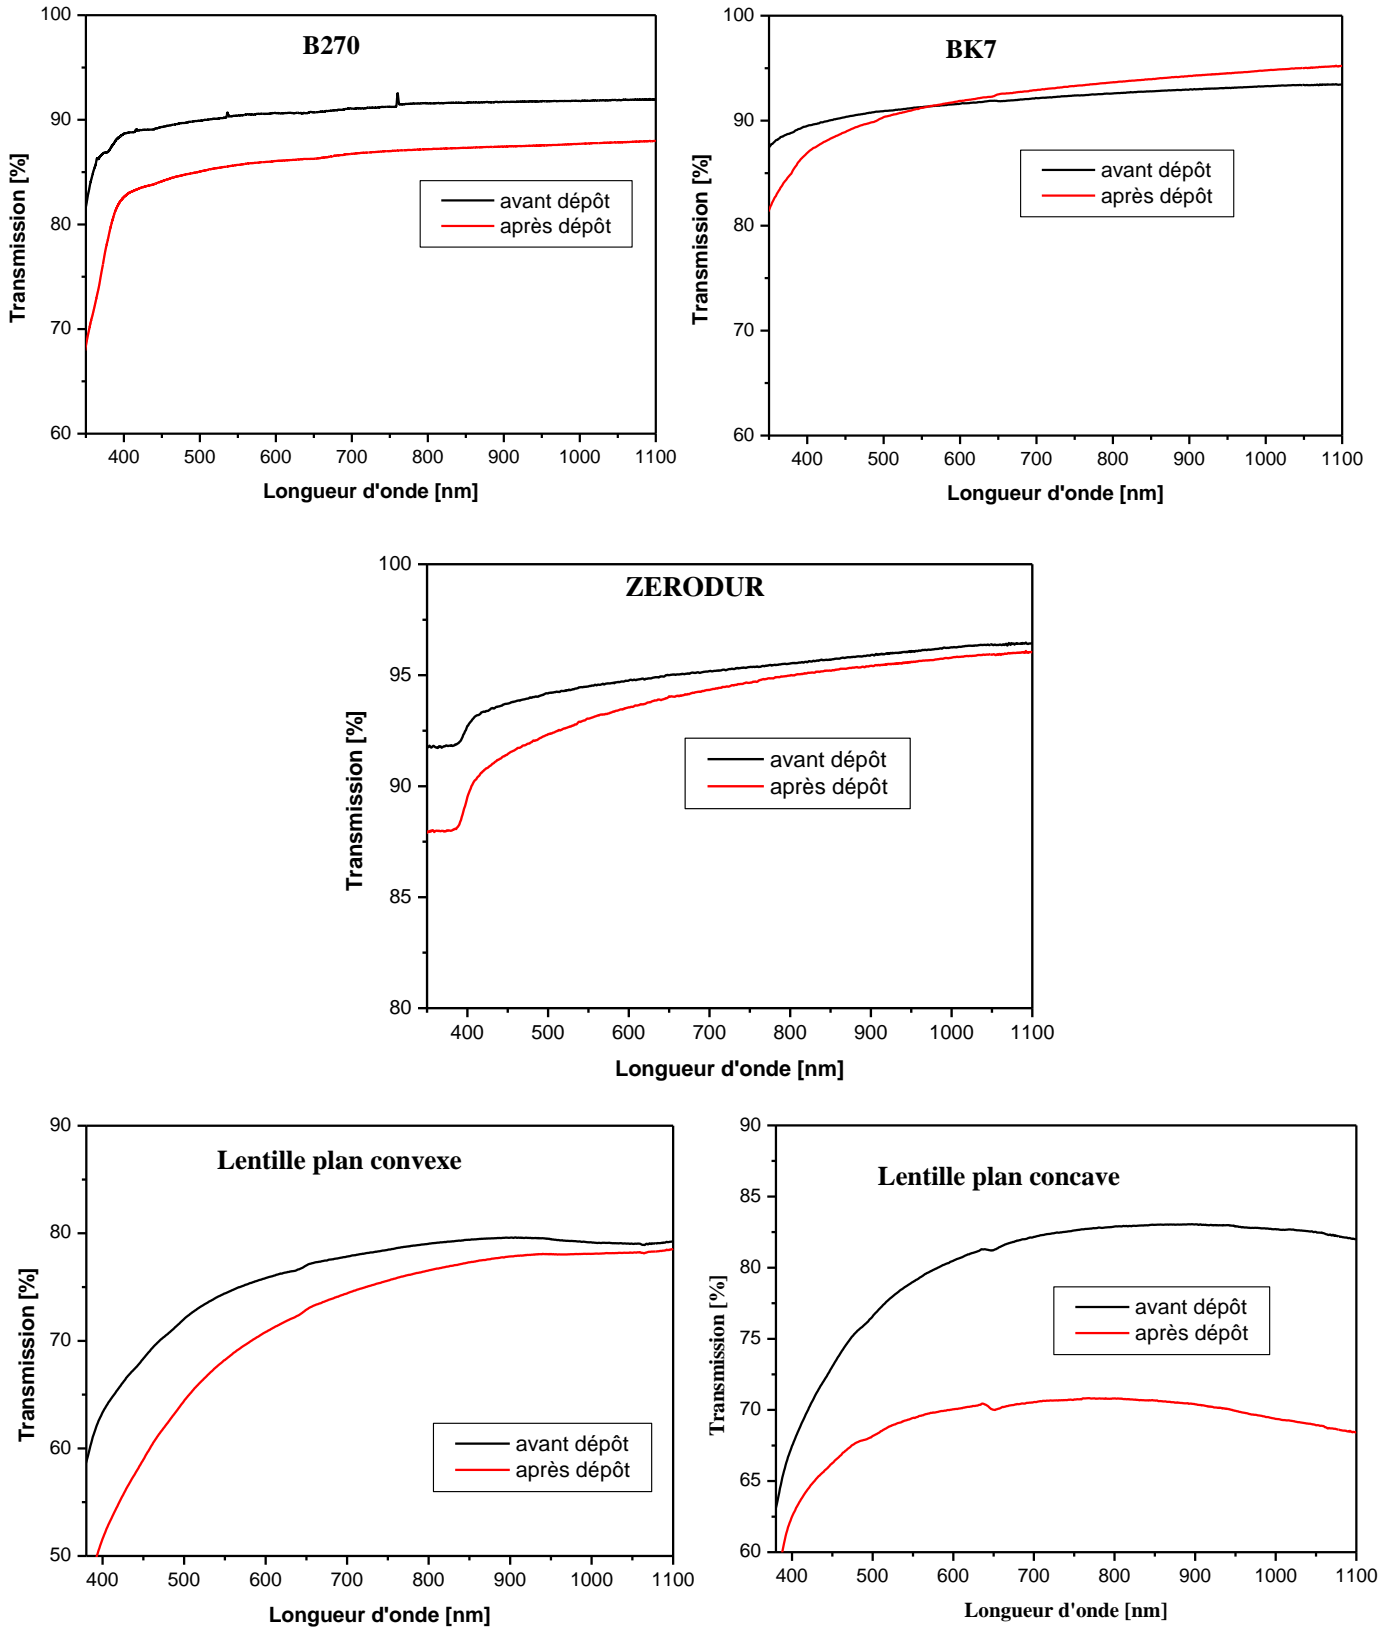 B270
100
90
80
70
60
400 500 600 700 800 900 1000 1100
Transmission [%]
Longueur d'onde [nm]
avant dépôt
après dépôt
BK7
100
90
80
70
60
400 500 600 700 800 900 1000 1100
Transmission [%]
Longueur d'onde [nm]
avant dépôt
après dépôt
ZERODUR
100
95
90
85
80
400 500 600 700 800 900 1000 1100
Transmission [%]
Longueur d'onde [nm]
avant dépôt
après dépôt
Lentille plan convexe
90
80
70
60
50
400 500 600 700 800 900 1000 1100
Transmission [%]
Longueur d'onde [nm]
avant dépôt
après dépôt
Lentille plan concave
90
85
80
75
70
65
60
400 500 600 700 800 900 1000 1100
Transmission [%]
Longueur d'onde [nm]
avant dépôt
après dépôt